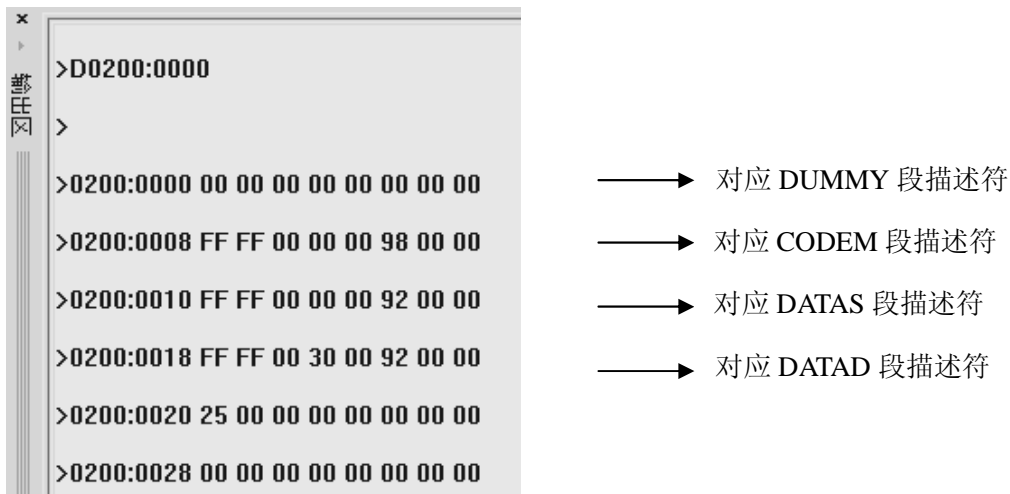 ×
输出区
>D0200:0000
>
>0200:0000 00 00 00 00 00 00 00 00
对应 DUMMY 段描述符
>0200:0008 FF FF 00 00 00 98 00 00
对应 CODEM 段描述符
>0200:0010 FF FF 00 00 00 92 00 00
对应 DATAS 段描述符
>0200:0018 FF FF 00 30 00 92 00 00
对应 DATAD 段描述符
>0200:0020 25 00 00 00 00 00 00 00
>0200:0028 00 00 00 00 00 00 00 00